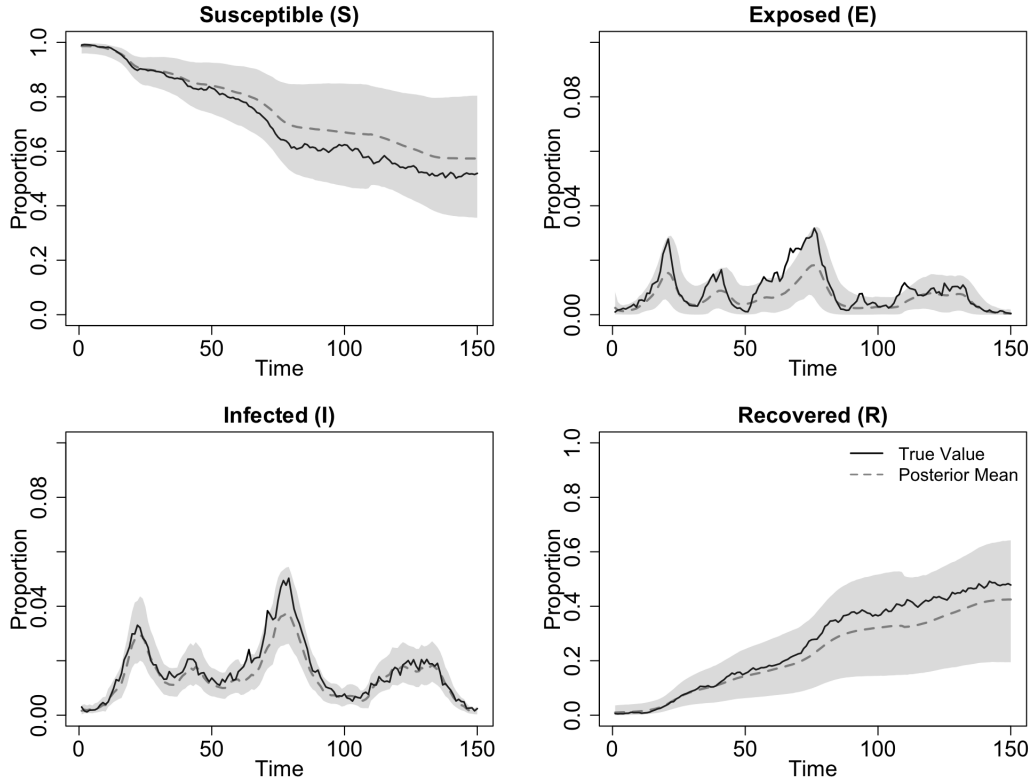 Susceptible (S)
Proportion
1.0
0.8
0.6
0.4
0.2
0.0
0
50
100
150
Time
Exposed (E)
Proportion
0.08
0.04
0.00
0
50
100
150
Time
Infected (I)
Proportion
0.08
0.04
0.00
0
50
100
150
Time
Recovered (R)
True Value
Posterior Mean
Proportion
1.0
0.8
0.6
0.4
0.2
0.0
0
50
100
150
Time